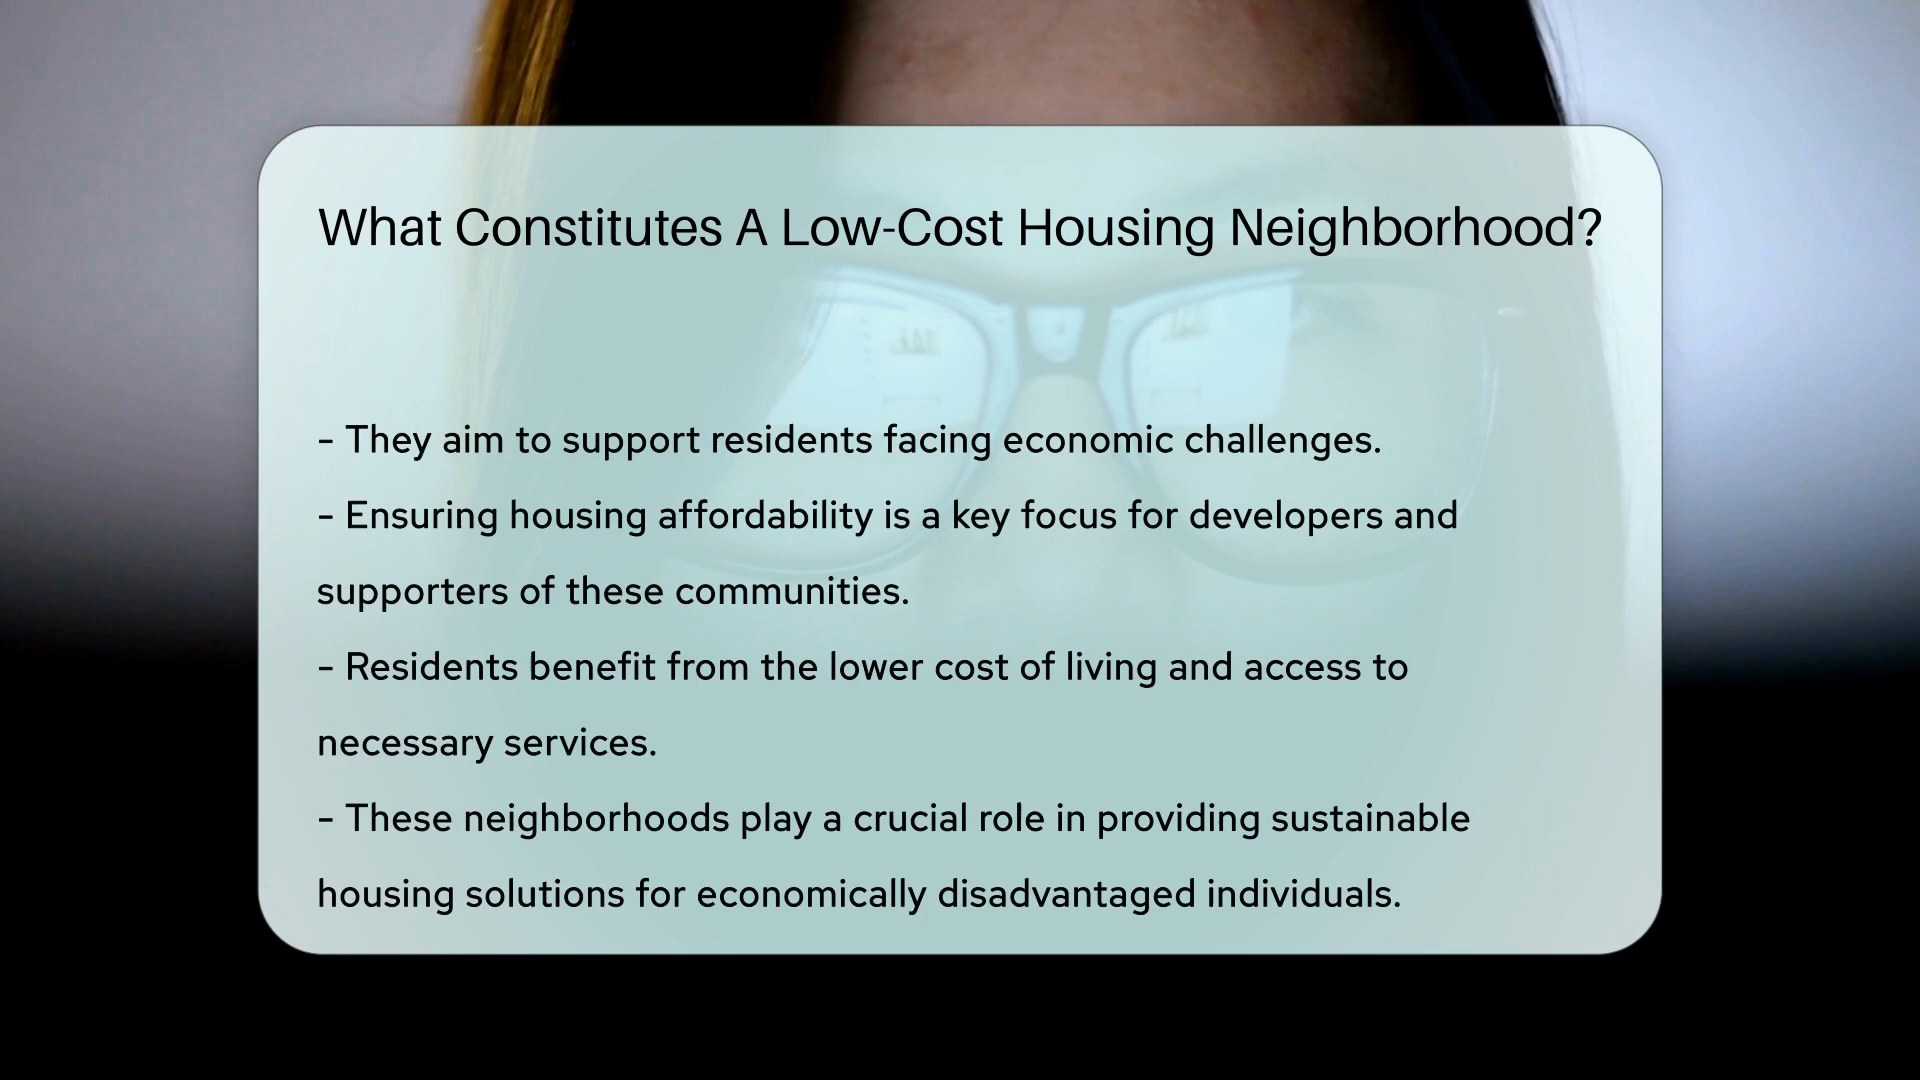 What Constitutes A Low-Cost Housing Neighborhood?
- They aim to support residents facing economic challenges.
- Ensuring housing affordability is a key focus for developers and
supporters of these communities.
- Residents benefit from the lower cost of living and access to
necessary services.
- These neighborhoods play a crucial role in providing sustainable
housing solutions for economically disadvantaged individuals.